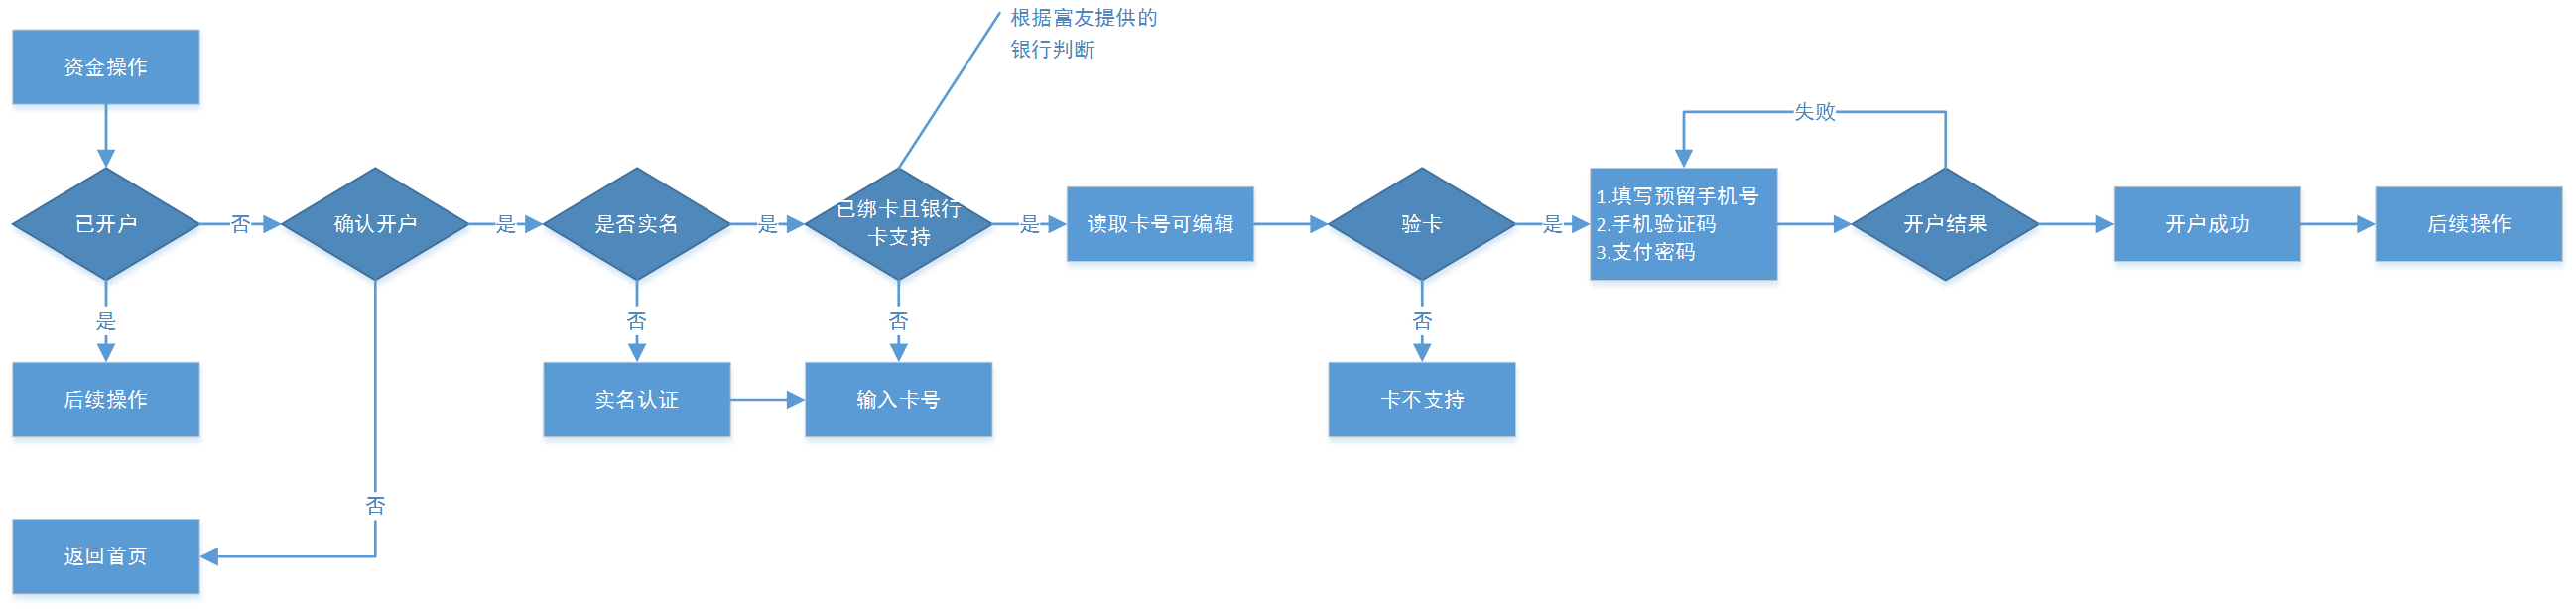 根据富友提供的
银行判断
资金操作
失败
已开户
否
确认开户
是
是否实名
是
已绑卡且银行
卡支持
是
读取卡号可编辑
验卡
是
1.填写预留手机号
2.手机验证码
3.支付密码
开户结果
开户成功
后续操作
是
否
否
否
后续操作
实名认证
输入卡号
卡不支持
否
返回首页